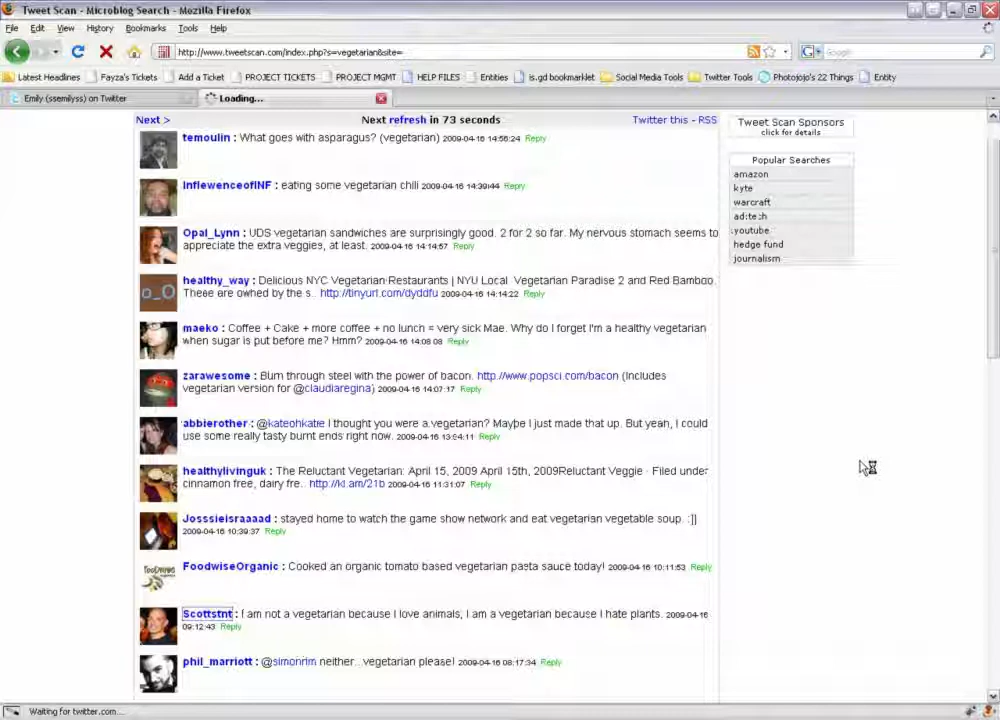 Tweet Scan - Microblog Search - Mozilla Firefox
File Edit View History Bookmarks Tools Help
http://www.tweetscan.com/index.php?s=vegetarian&site=
Google
Latest Headlines Payza's Tickets Add a Ticket PROJECT TICKETS PROJECT MGMT HELP FILES Entities is.gd bookmarklet Social Media Tools Twitter Tools Photojojo's 22 Things Entity
Emily (ssemilyss) on Twitter Loading...
Next > Next refresh in 73 seconds Twitter this - RSS
temoulin : What goes with asparagus? (vegetarian) 2009-04-16 14:56:24 Reply
inflewenceofINF : eating some vegetarian chili 2009-04-16 14:39:44 Reply
Opal_Lynn : UDS vegetarian sandwiches are surprisingly good. 2 for 2 so far. My nervous stomach seems to
appreciate the extra veggies, at least. 2009-04-16 14:14:57 Reply
healthy_way : Delicious NYC Vegetarian Restaurants | NYU Local Vegetarian Paradise 2 and Red Bamboo.
These are owned by the s.. http://tinyurl.com/dyddfu 2009-04-16 14:14:22 Reply
maeko : Coffee + Cake + more coffee + no lunch = very sick Mae. Why do I forget I'm a healthy vegetarian
when sugar is put before me? Hmm? 2009-04-16 14:08:08 Reply
zarawesome : Burn through steel with the power of bacon. http://www.popsci.com/bacon (Includes
vegetarian version for @claudiaregina) 2009-04-16 14:07:17 Reply
abbierother : @kateohkatre I thought you were a vegetarian? Maybe I just made that up. But yeah, I could
use some really tasty burnt ends right now. 2009-04-16 13:54:11 Reply
healthylivinguk : The Reluctant Vegetarian: April 15, 2009 April 15th, 2009Reluctant Veggie · Filed under
cinnamon free, dairy fre.. http://kl.am/21b 2009-04-16 11:31:07 Reply
Josssieisraaaad : stayed home to watch the game show network and eat vegetarian vegetable soup. :]]
2009-04-16 10:39:37 Reply
FoodwiseOrganic : Cooked an organic tomato based vegetarian pasta sauce today! 2009-04-16 10:11:53 Reply
Scottstnt : I am not a vegetarian because I love animals, I am a vegetarian because I hate plants. 2009-04-16
09:12:43 Reply
phil_marriott : @simonrim neither...vegetarian please! 2009-04-16 08:17:34 Reply
Tweet Scan Sponsors
click for details
Popular Searches
amazon
kyte
warcraft
ad:tech
youtube
hedge fund
journalism
Waiting for twitter.com...